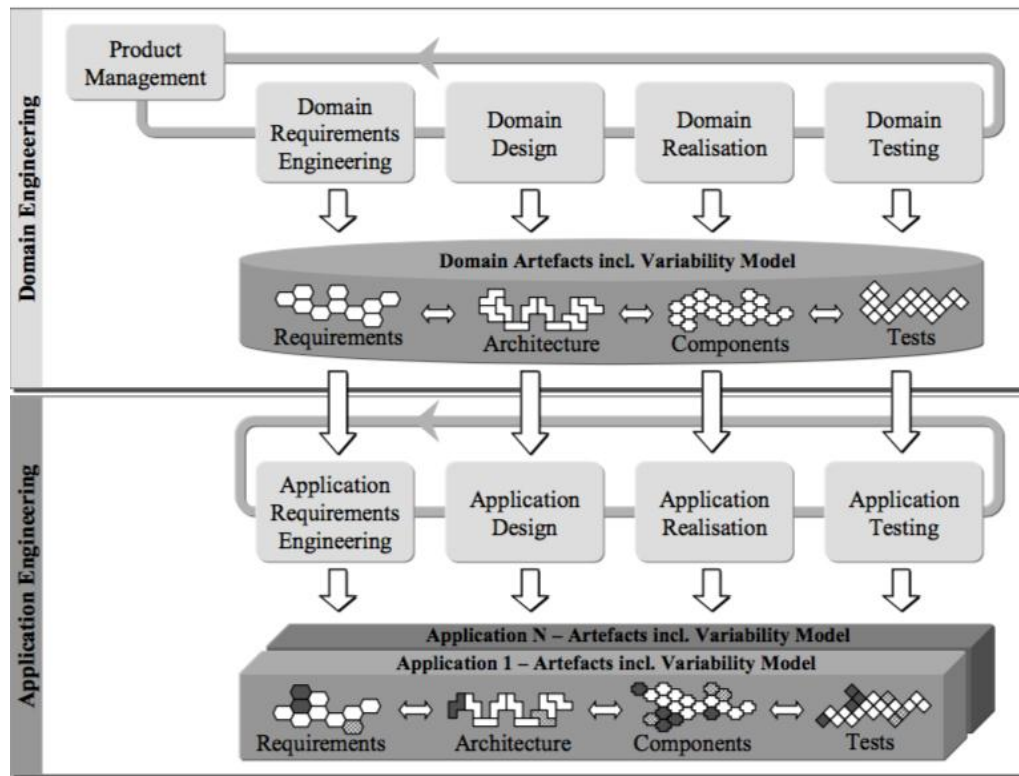 Domain Engineering
Product
Management
Domain
Requirements
Engineering
Domain
Design
Domain
Realisation
Domain
Testing
Domain Artefacts incl. Variability Model
Requirements
Architecture
Components
Tests
Application Engineering
Application
Requirements
Engineering
Application
Design
Application
Realisation
Application
Testing
Application N – Artefacts incl. Variability Model
Application 1 – Artefacts incl. Variability Model
Requirements
Architecture
Components
Tests